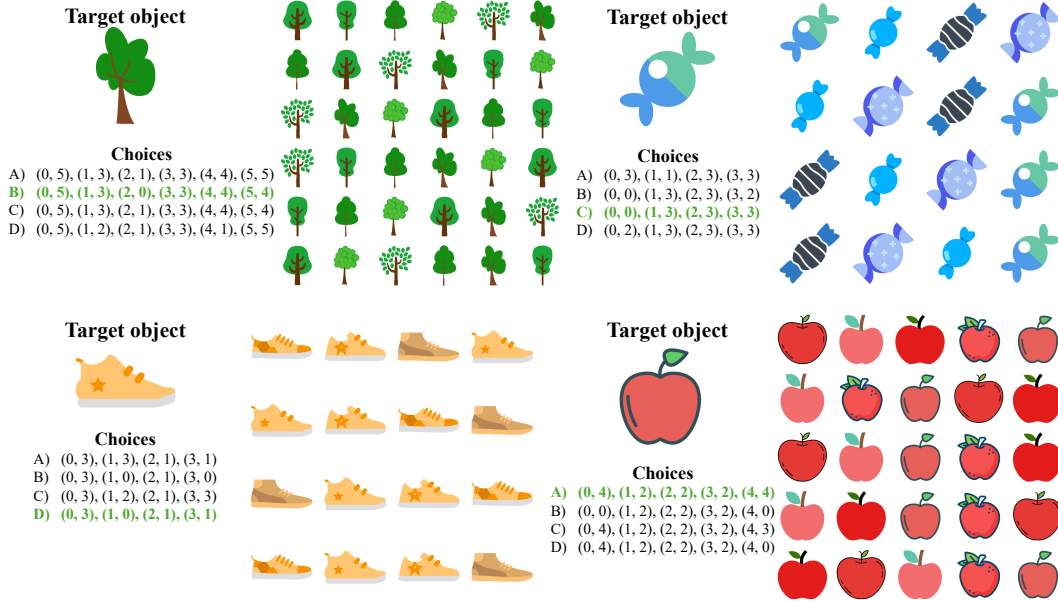 Target object
Choices
A) (0, 5), (1, 3), (2, 1), (3, 3), (4, 4), (5, 5)
B) (0, 5), (1, 3), (2, 0), (3, 3), (4, 4), (5, 4)
C) (0, 5), (1, 3), (2, 1), (3, 3), (4, 4), (5, 4)
D) (0, 5), (1, 2), (2, 1), (3, 3), (4, 1), (5, 5)
Target object
Choices
A) (0, 3), (1, 1), (2, 3), (3, 3)
B) (0, 0), (1, 3), (2, 3), (3, 2)
C) (0, 0), (1, 3), (2, 3), (3, 3)
D) (0, 2), (1, 3), (2, 3), (3, 3)
Target object
Choices
A) (0, 3), (1, 3), (2, 1), (3, 1)
B) (0, 3), (1, 0), (2, 1), (3, 0)
C) (0, 3), (1, 2), (2, 1), (3, 3)
D) (0, 3), (1, 0), (2, 1), (3, 1)
Target object
Choices
A) (0, 4), (1, 2), (2, 2), (3, 2), (4, 4)
B) (0, 0), (1, 2), (2, 2), (3, 2), (4, 0)
C) (0, 4), (1, 2), (2, 2), (3, 2), (4, 3)
D) (0, 4), (1, 2), (2, 2), (3, 2), (4, 0)